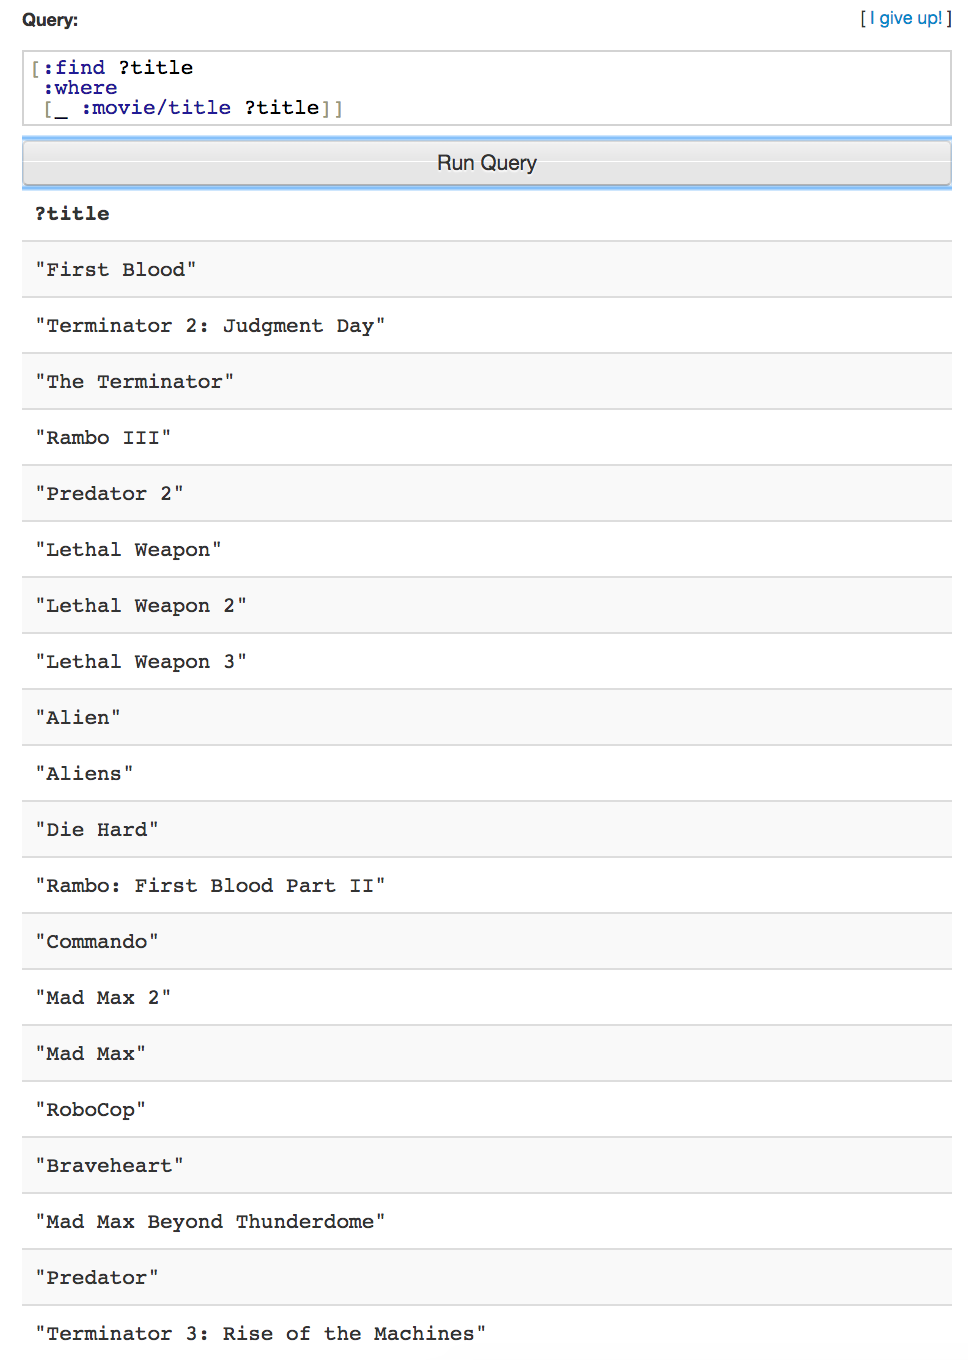 Query:
[ I give up! ]
[:find ?title
:where
[_ :movie/title ?title]]
Run Query
?title
"First Blood"
"Terminator 2: Judgment Day"
"The Terminator"
"Rambo III"
"Predator 2"
"Lethal Weapon"
"Lethal Weapon 2"
"Lethal Weapon 3"
"Alien"
"Aliens"
"Die Hard"
"Rambo: First Blood Part II"
"Commando"
"Mad Max 2"
"Mad Max"
"RoboCop"
"Braveheart"
"Mad Max Beyond Thunderdome"
"Predator"
"Terminator 3: Rise of the Machines"